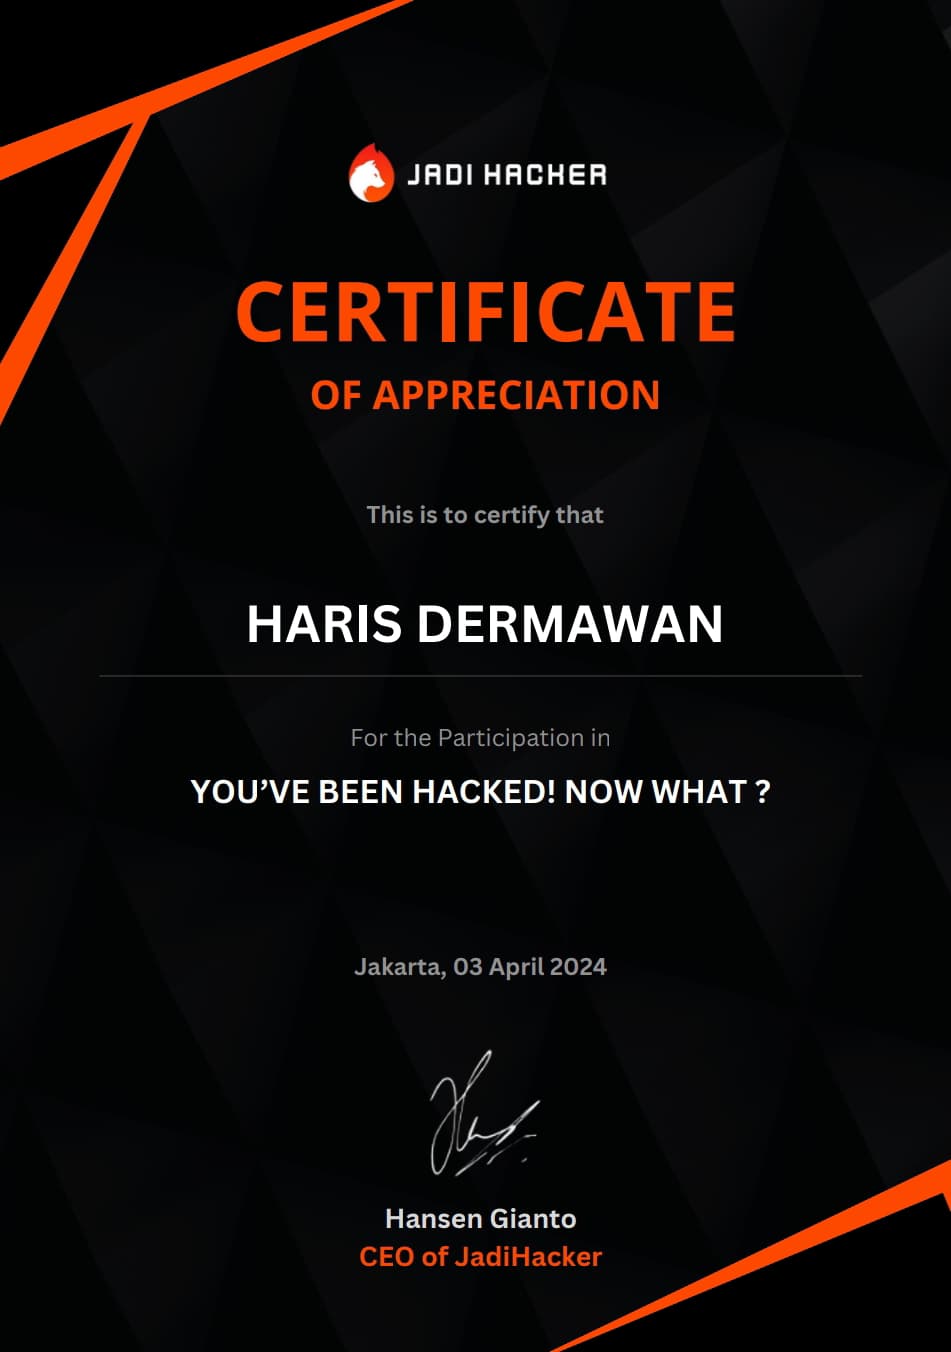 JADI HACKER
CERTIFICATE
OF APPRECIATION
This is to certify that
HARIS DERMAWAN
For the Participation in
YOU’VE BEEN HACKED! NOW WHAT ?
Jakarta, 03 April 2024
Hansen Gianto
CEO of JadiHacker